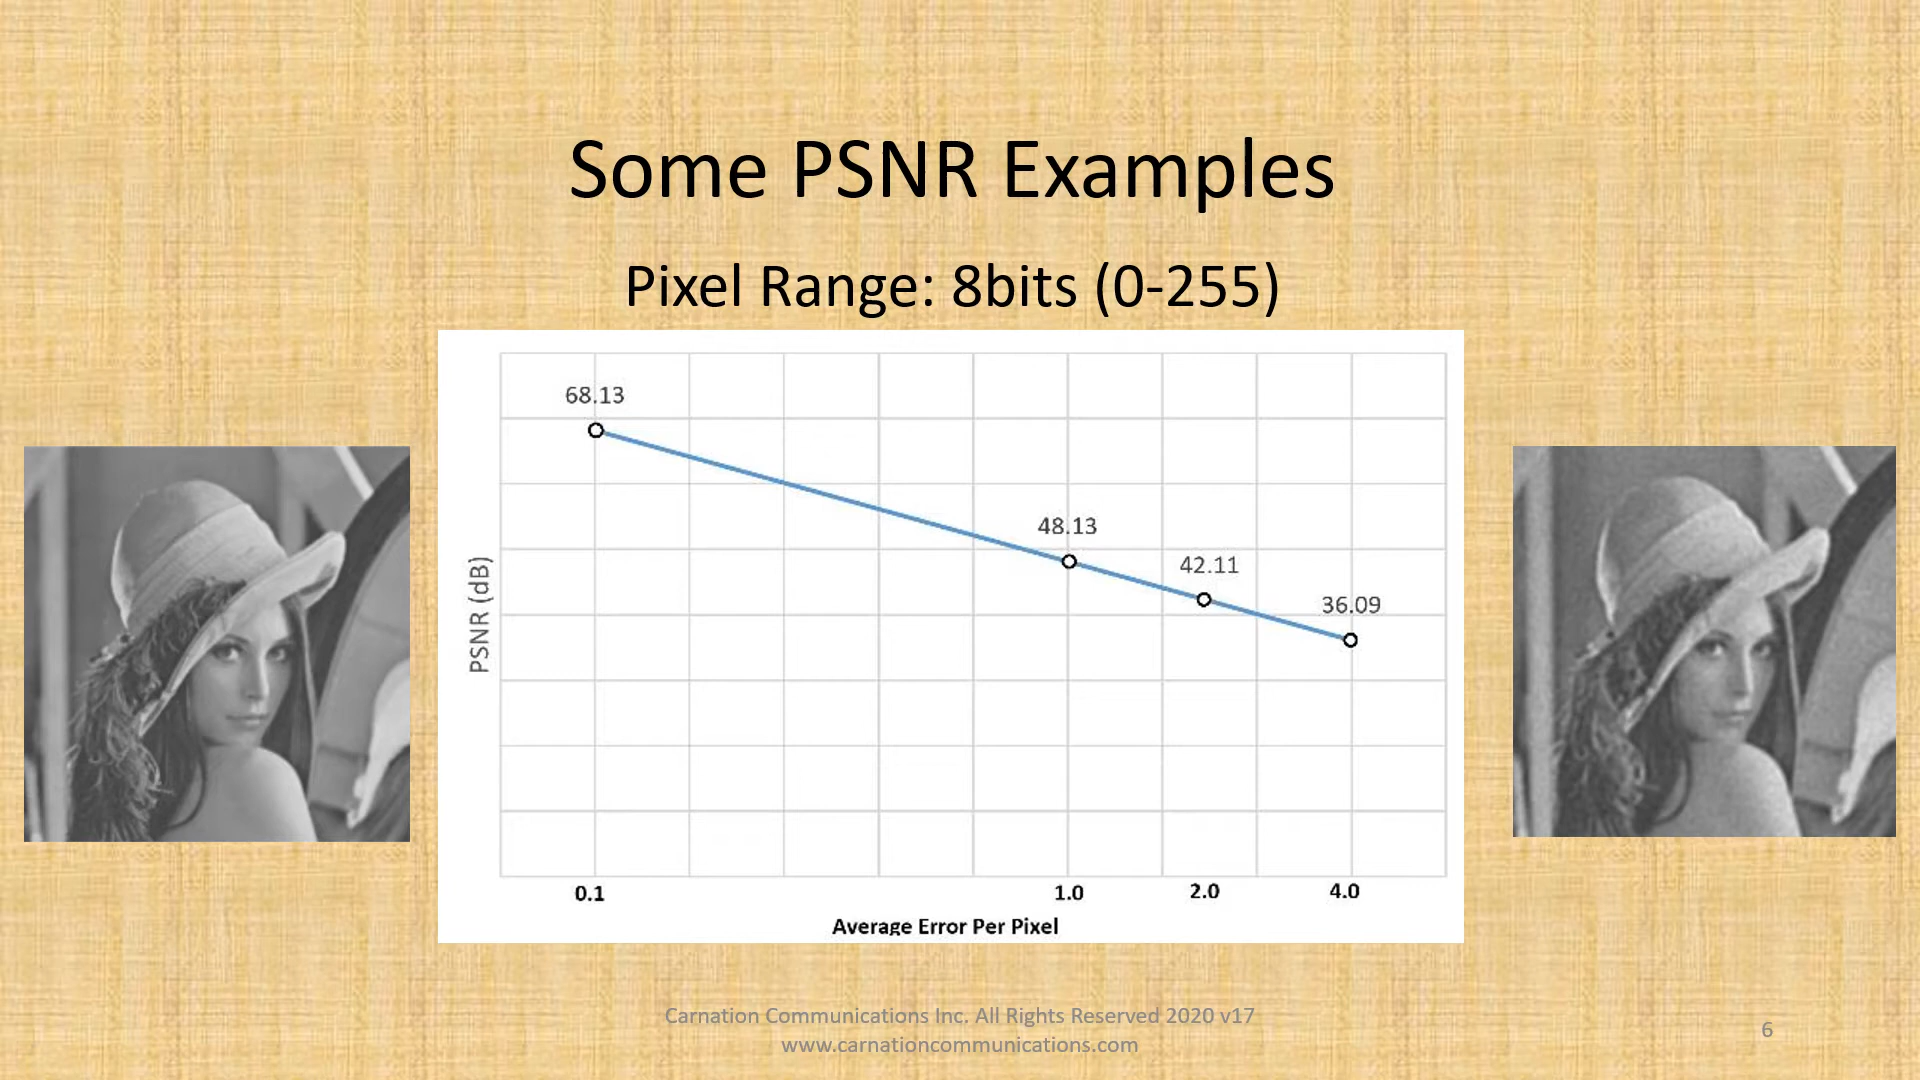 Some PSNR Examples
Pixel Range: 8bits (0-255)
68.13
48.13
42.11
36.09
PSNR (dB)
0.1 1.0 2.0 4.0
Average Error Per Pixel
Carnation Communications Inc. All Rights Reserved 2020 v17
www.carnationcommunications.com
6